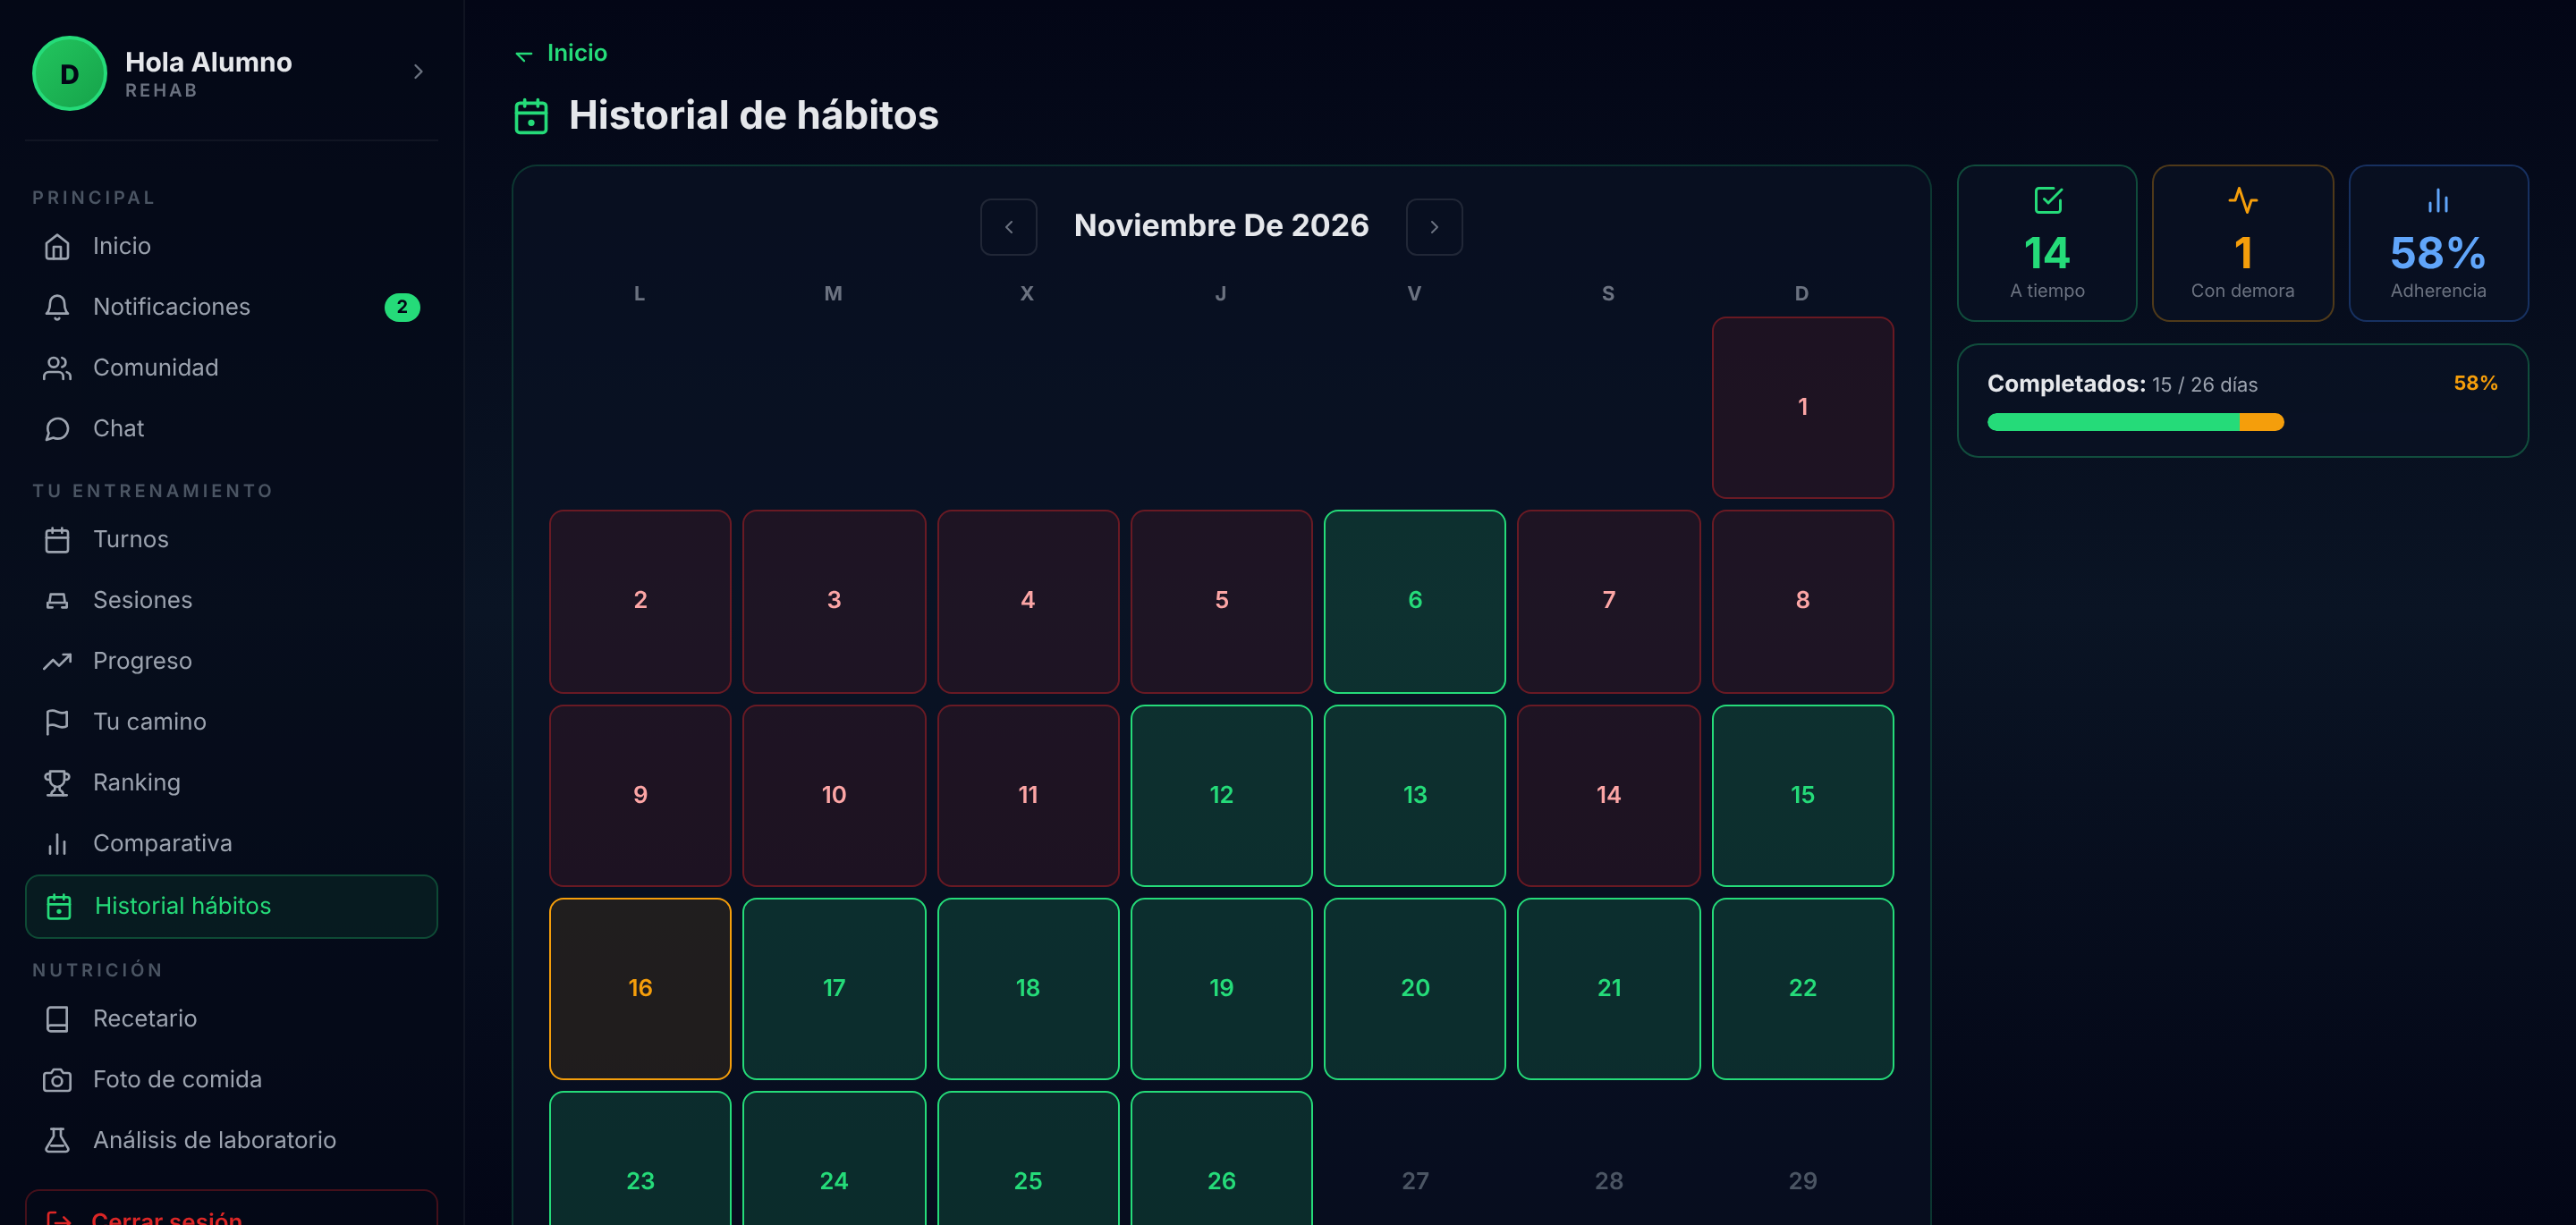 D
Hola Alumno
REHAB
PRINCIPAL
Inicio
Notificaciones 2
Comunidad
Chat
TU ENTRENAMIENTO
Turnos
Sesiones
Progreso
Tu camino
Ranking
Comparativa
Historial hábitos
NUTRICIÓN
Recetario
Foto de comida
Análisis de laboratorio
Cerrar sesión
Inicio
Historial de hábitos
Noviembre De 2026
L M X J V S D
1
2 3 4 5 6 7 8
9 10 11 12 13 14 15
16 17 18 19 20 21 22
23 24 25 26 27 28 29
14
A tiempo
1
Con demora
58%
Adherencia
Completados: 15 / 26 días 58%